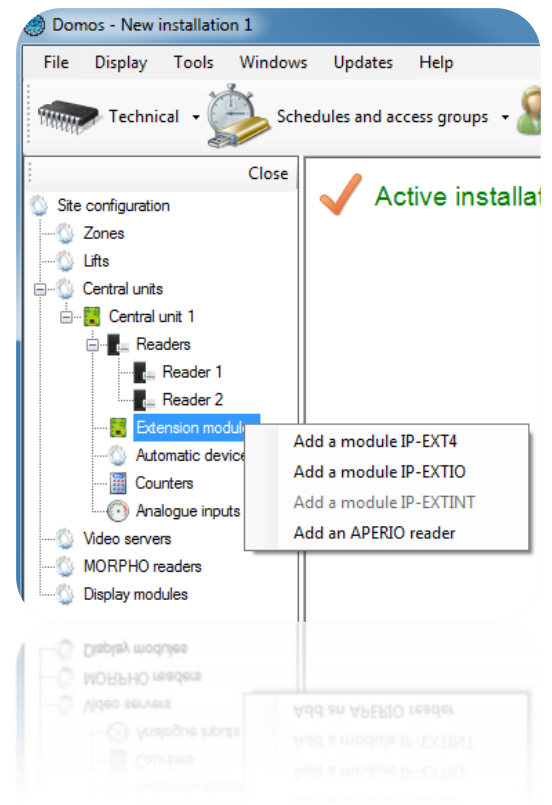 Domos - New installation 1
File Display Tools Windows Updates Help
Technical Schedules and access groups
Close
Active installat
Site configuration
Zones
Lifts
Central units
Central unit 1
Readers
Reader 1
Reader 2
Extension modul
Add a module IP-EXT4
Add a module IP-EXTIO
Add a module IP-EXTINT
Add an APERIO reader
Automatic device
Counters
Analogue inputs
Video servers
MORPHO readers
Display modules